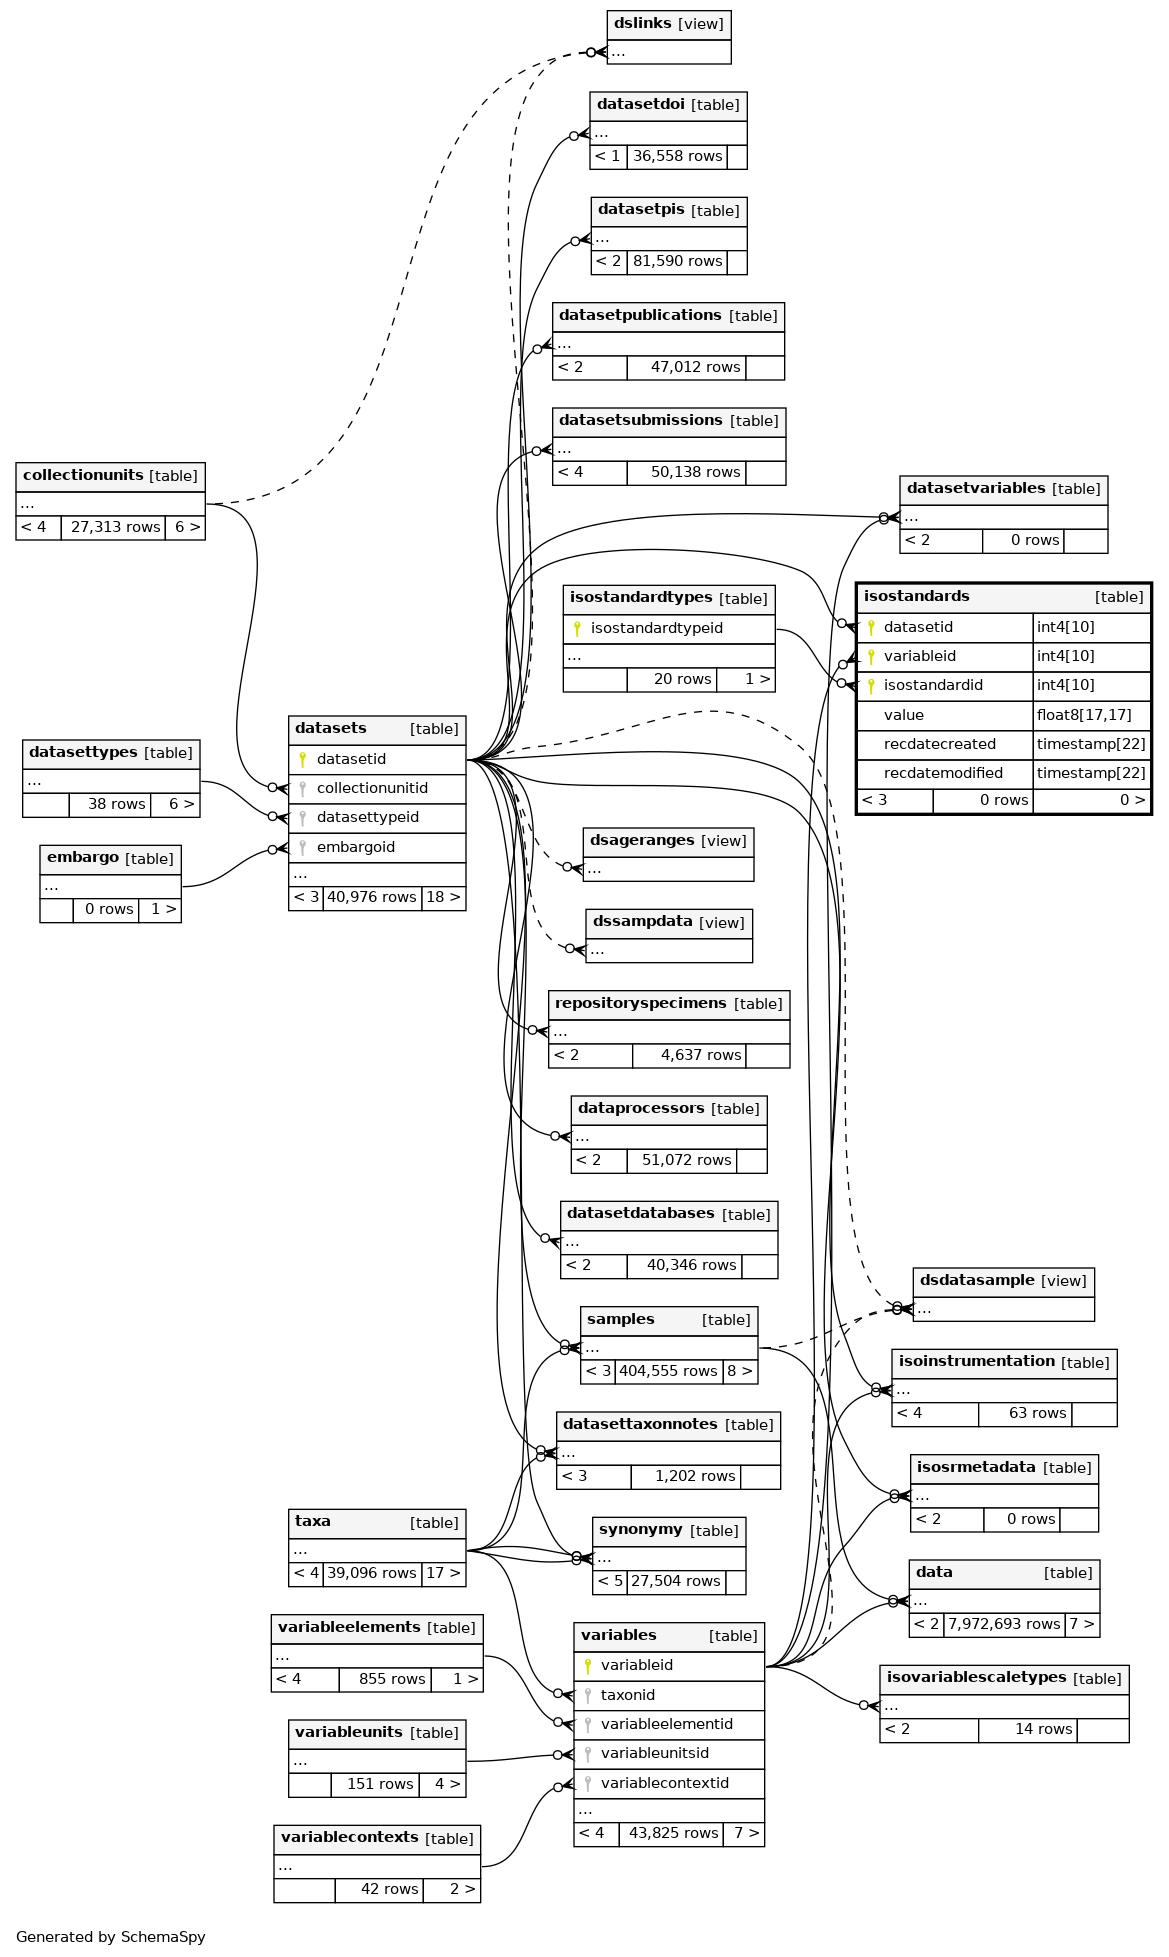 dslinks [view]
...
datasetdoi [table]
...
< 1 36,558 rows
datasetpis [table]
...
< 2 81,590 rows
datasetpublications [table]
...
< 2 47,012 rows
datasetsubmissions [table]
...
< 4 50,138 rows
collectionunits [table]
...
< 4 27,313 rows 6 >
datasetvariables [table]
...
< 2 0 rows
isostandardtypes [table]
isostandardtypeid
...
20 rows 1 >
isostandards [table]
datasetid int4[10]
variableid int4[10]
isostandardid int4[10]
value float8[17,17]
recdatecreated timestamp[22]
recdatemodified timestamp[22]
< 3 0 rows 0 >
datasets [table]
datasetid
collectionunitid
datasettypeid
embargoid
...
< 3 40,976 rows 18 >
datasettypes [table]
...
38 rows 6 >
embargo [table]
...
0 rows 1 >
dsageranges [view]
...
dssampdata [view]
...
repositoryspecimens [table]
...
< 2 4,637 rows
dataprocessors [table]
...
< 2 51,072 rows
datasetdatabases [table]
...
< 2 40,346 rows
dsdatasample [view]
...
samples [table]
...
< 3 404,555 rows 8 >
isoinstrumentation [table]
...
< 4 63 rows
datasettaxonnotes [table]
...
< 3 1,202 rows
isosrmetadata [table]
...
< 2 0 rows
taxa [table]
...
< 4 39,096 rows 17 >
synonymy [table]
...
< 5 27,504 rows
data [table]
...
< 2 7,972,693 rows 7 >
variableelements [table]
...
< 4 855 rows 1 >
variables [table]
variableid
taxonid
variableelementid
variableunitsid
variablecontextid
...
< 4 43,825 rows 7 >
isovariablescaletypes [table]
...
< 2 14 rows
variableunits [table]
...
151 rows 4 >
variablecontexts [table]
...
42 rows 2 >
Generated by SchemaSpy